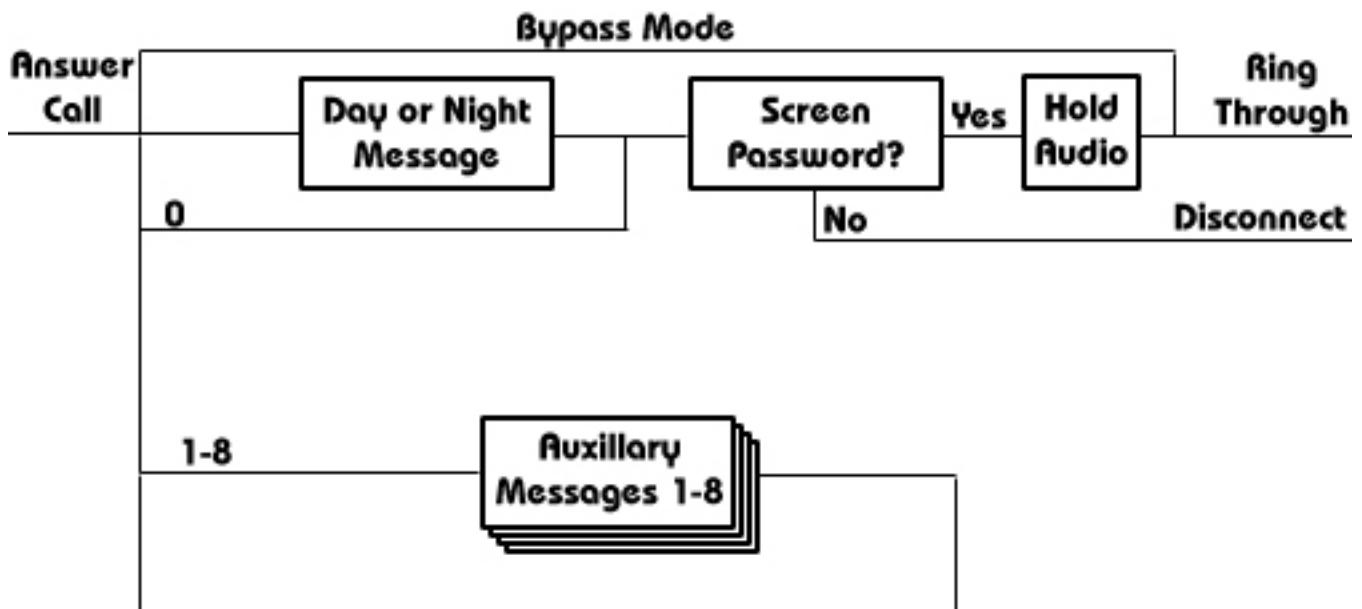 Bypass Mode
Answer
Call
Day or Night
Message
Screen
Password?
Yes
Hold
Audio
Ring
Through
0
No
Disconnect
1-8
Auxillary
Messages 1-8